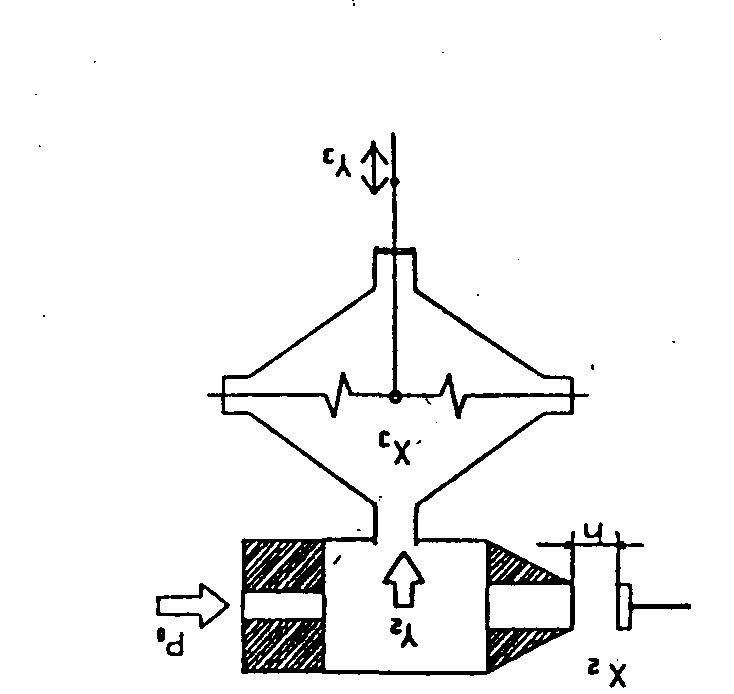 X₂
P₀
Y₂
h
X₃
Y₃